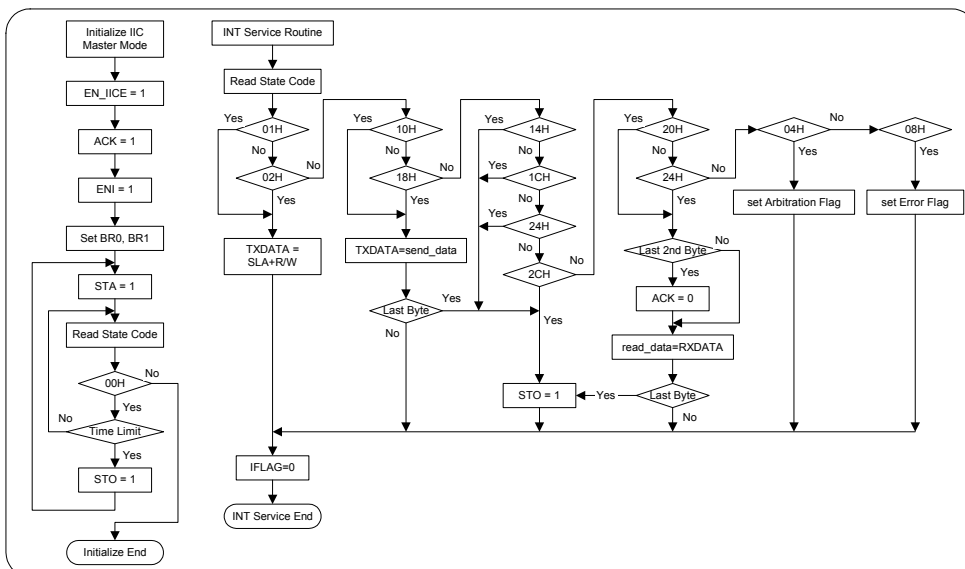 Initialize IIC
Master Mode
EN_IICE = 1
ACK = 1
ENI = 1
Set BR0, BR1
STA = 1
Read State Code
00H
No
Yes
No
Time Limit
Yes
STO = 1
Initialize End
INT Service Routine
Read State Code
Yes
01H
No
No
02H
Yes
TXDATA =
SLA+R/W
IFLAG=0
INT Service End
Yes
10H
No
No
18H
Yes
TXDATA=send_data
Last Byte
Yes
No
Yes
14H
No
Yes
1CH
No
Yes
24H
No
2CH
No
Yes
STO = 1
Yes
20H
No
No
24H
Yes
Last 2nd Byte
No
Yes
ACK = 0
read_data=RXDATA
Yes
Last Byte
No
04H
No
Yes
set Arbitration Flag
08H
Yes
set Error Flag